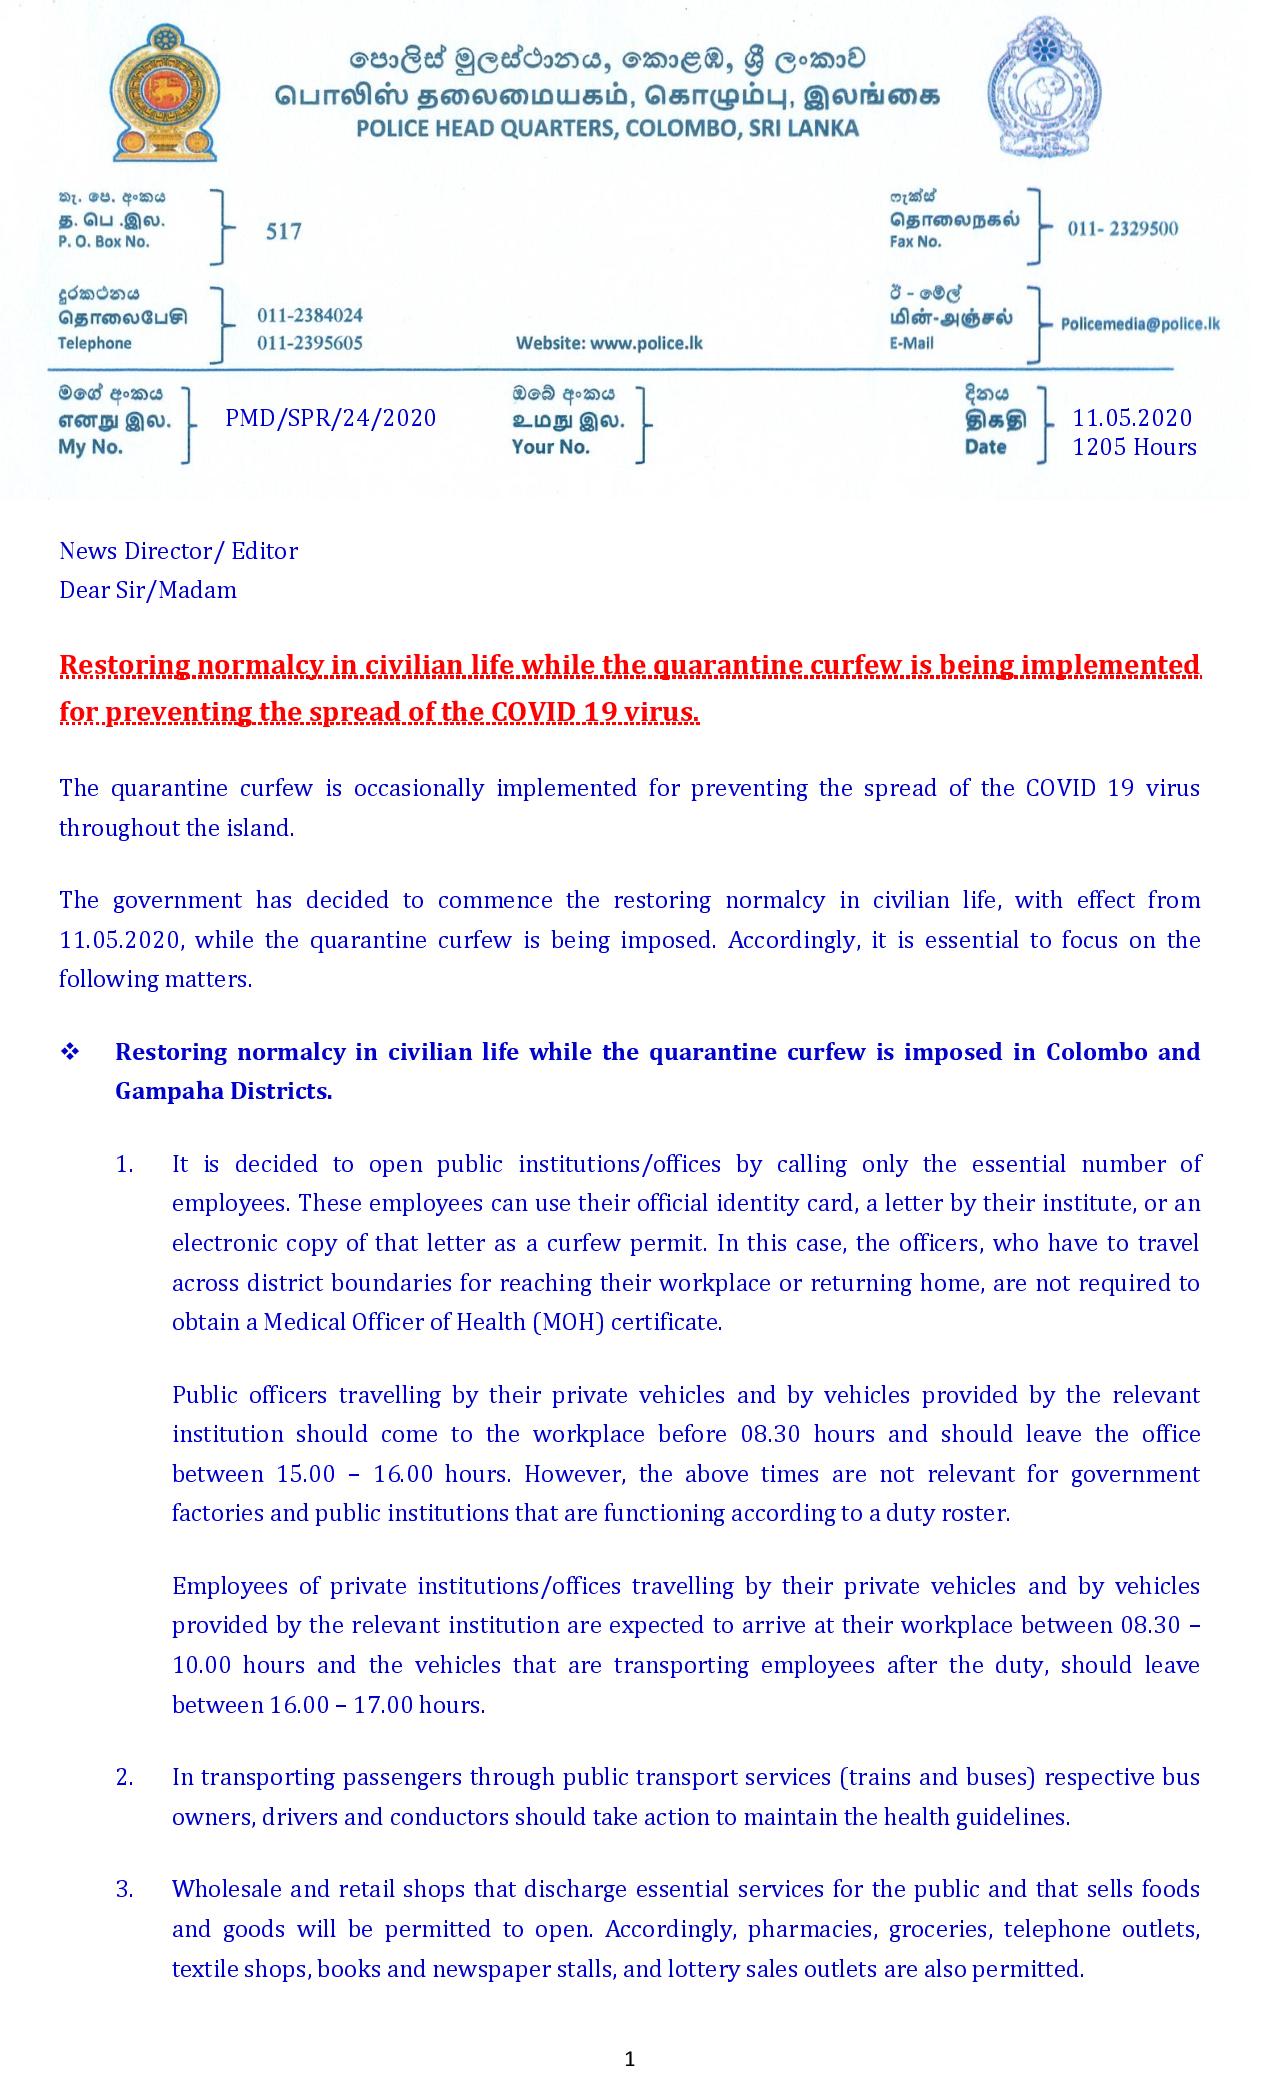 පොලිස් මූලස්ථානය, කොළඹ, ශ්‍රී ලංකාව
பொலிஸ் தலைமையகம், கொழும்பு, இலங்கை
POLICE HEAD QUARTERS, COLOMBO, SRI LANKA
තැ. පෙ. අංකය
த. பெ .இல.
P. O. Box No.
517
ෆැක්ස්
தொலைநகல்
Fax No.
011- 2329500
දුරකථනය
தொலைபேசி
Telephone
011-2384024
011-2395605
Website: www.police.lk
ඊ - මේල්
மின்-அஞ்சல்
E-Mail
Policemedia@police.lk
මගේ අංකය
எனது இல.
My No.
PMD/SPR/24/2020
ඔබේ අංකය
உமது இல.
Your No.
දිනය
திகதி
Date
11.05.2020
1205 Hours
News Director/ Editor
Dear Sir/Madam
Restoring normalcy in civilian life while the quarantine curfew is being implemented
for preventing the spread of the COVID 19 virus.
The quarantine curfew is occasionally implemented for preventing the spread of the COVID 19 virus
throughout the island.
The government has decided to commence the restoring normalcy in civilian life, with effect from
11.05.2020, while the quarantine curfew is being imposed. Accordingly, it is essential to focus on the
following matters.
❖ Restoring normalcy in civilian life while the quarantine curfew is imposed in Colombo and
Gampaha Districts.
1. It is decided to open public institutions/offices by calling only the essential number of
employees. These employees can use their official identity card, a letter by their institute, or an
electronic copy of that letter as a curfew permit. In this case, the officers, who have to travel
across district boundaries for reaching their workplace or returning home, are not required to
obtain a Medical Officer of Health (MOH) certificate.
Public officers travelling by their private vehicles and by vehicles provided by the relevant
institution should come to the workplace before 08.30 hours and should leave the office
between 15.00 – 16.00 hours. However, the above times are not relevant for government
factories and public institutions that are functioning according to a duty roster.
Employees of private institutions/offices travelling by their private vehicles and by vehicles
provided by the relevant institution are expected to arrive at their workplace between 08.30 –
10.00 hours and the vehicles that are transporting employees after the duty, should leave
between 16.00 – 17.00 hours.
2. In transporting passengers through public transport services (trains and buses) respective bus
owners, drivers and conductors should take action to maintain the health guidelines.
3. Wholesale and retail shops that discharge essential services for the public and that sells foods
and goods will be permitted to open. Accordingly, pharmacies, groceries, telephone outlets,
textile shops, books and newspaper stalls, and lottery sales outlets are also permitted.
1